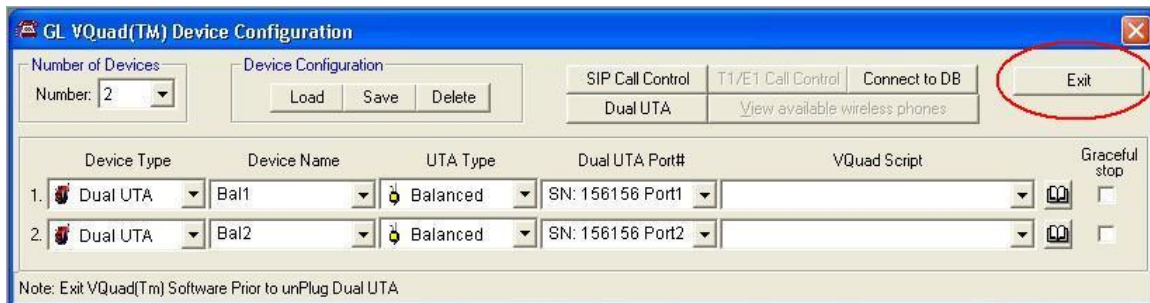 GL VQuad(TM) Device Configuration
Number of Devices
Number: 2
Device Configuration
Load Save Delete
SIP Call Control T1/E1 Call Control Connect to DB
Dual UTA View available wireless phones
Exit
Device Type Device Name UTA Type Dual UTA Port# VQuad Script Graceful stop
1. Dual UTA Bal1 Balanced SN: 156156 Port1
2. Dual UTA Bal2 Balanced SN: 156156 Port2
Note: Exit VQuad(Tm) Software Prior to unPlug Dual UTA